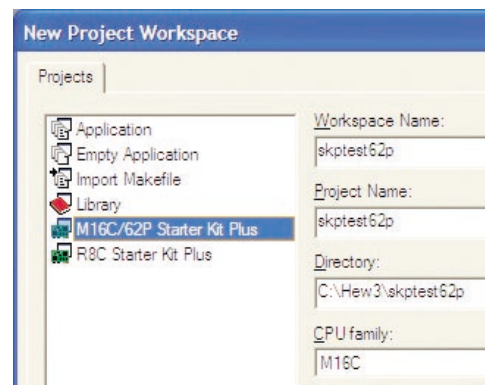 New Project Workspace
Projects
Application
Empty Application
Import Makefile
Library
M16C/62P Starter Kit Plus
R8C Starter Kit Plus
Workspace Name:
skptest62p
Project Name:
skptest62p
Directory:
C:\Hew3\skptest62p
CPU family:
M16C